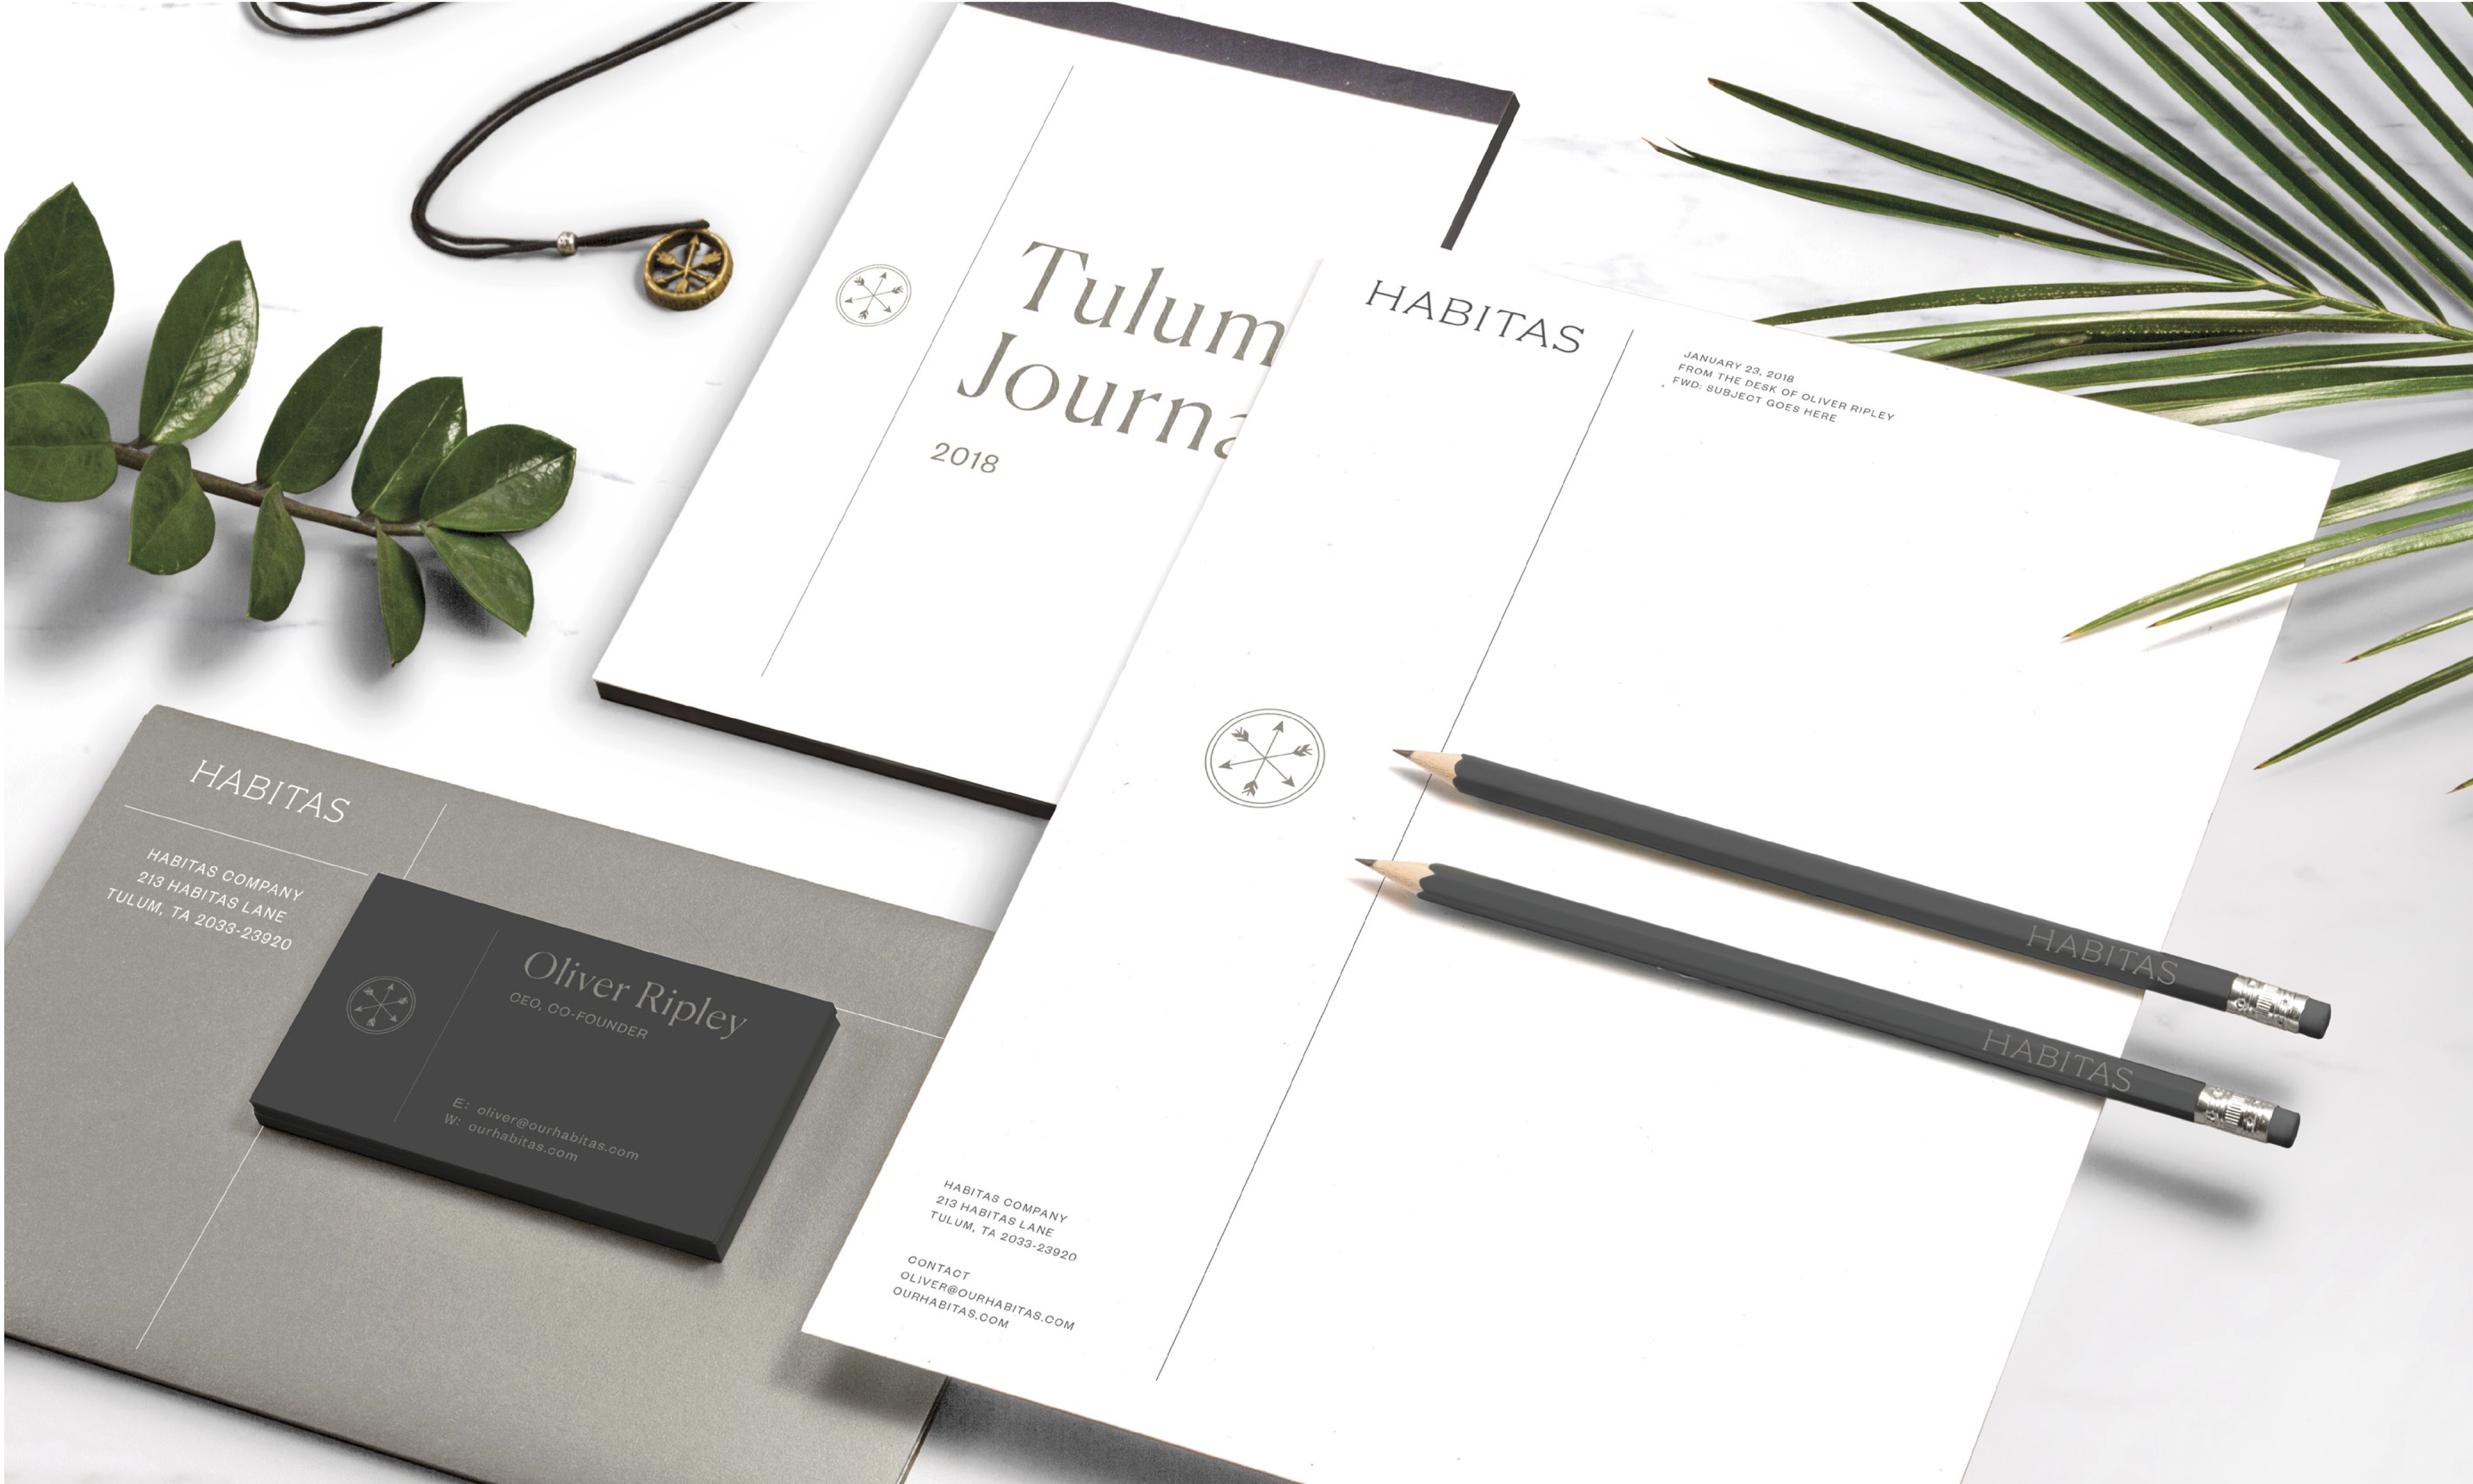 Tulum
Journa
2018
HABITAS
JANUARY 23, 2018
FROM THE DESK OF OLIVER RIPLEY
FWD: SUBJECT GOES HERE
HABITAS COMPANY
213 HABITAS LANE
TULUM, TA 2033-23920
CONTACT
OLIVER@OURHABITAS.COM
OURHABITAS.COM
HABITAS
HABITAS
HABITAS
HABITAS COMPANY
213 HABITAS LANE
TULUM, TA 2033-23920
Oliver Ripley
CEO, CO-FOUNDER
E: oliver@ourhabitas.com
W: ourhabitas.com